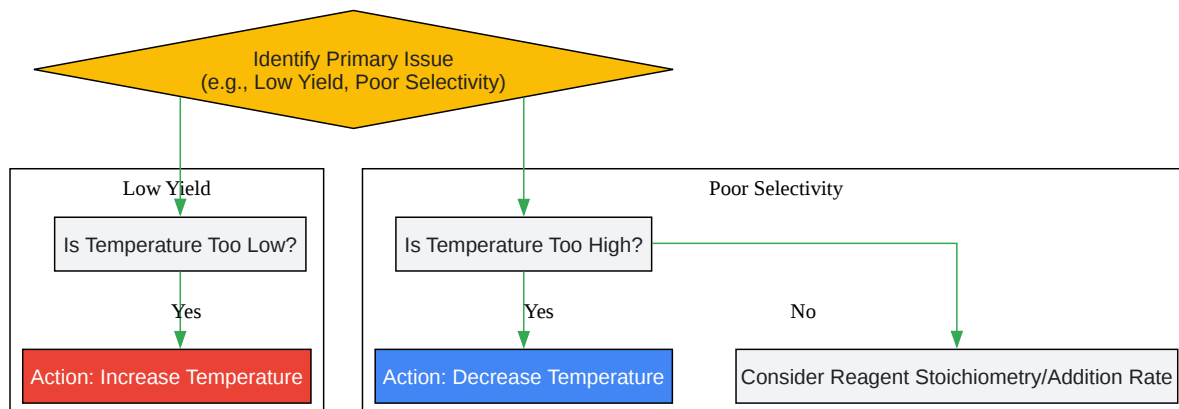 Identify Primary Issue
(e.g., Low Yield, Poor Selectivity)
Low Yield
Poor Selectivity
Is Temperature Too Low?
Is Temperature Too High?
Yes
Yes
No
Action: Increase Temperature
Action: Decrease Temperature
Consider Reagent Stoichiometry/Addition Rate